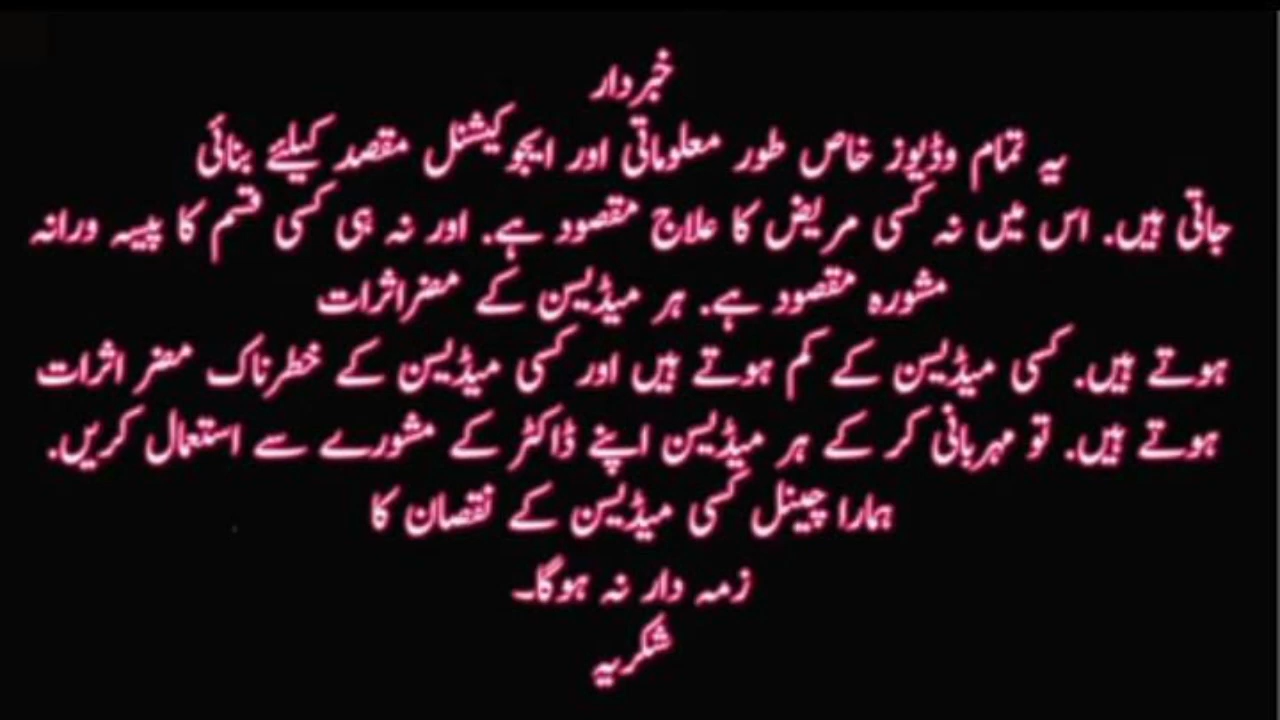 خبردار
یہ تمام وڈیوز خاص طور معلوماتی اور ایجوکیشنل مقصد کیلئے بنائی
جاتی ہیں. اس میں نہ کسی مریض کا علاج مقصود ہے. اور نہ ہی کسی قسم کا پیسہ ورانہ
مشورہ مقصود ہے. ہر میڈیسن کے مضراثرات
ہوتے ہیں. کسی میڈیسن کے کم ہوتے ہیں اور کسی میڈیسن کے خطرناک مضر اثرات
ہوتے ہیں. تو مہربانی کر کے ہر میڈیسن اپنے ڈاکٹر کے مشورے سے استعمال کریں.
ہمارا چینل کسی میڈیسن کے نقصان کا
زمہ دار نہ ہوگا۔
شکریہ